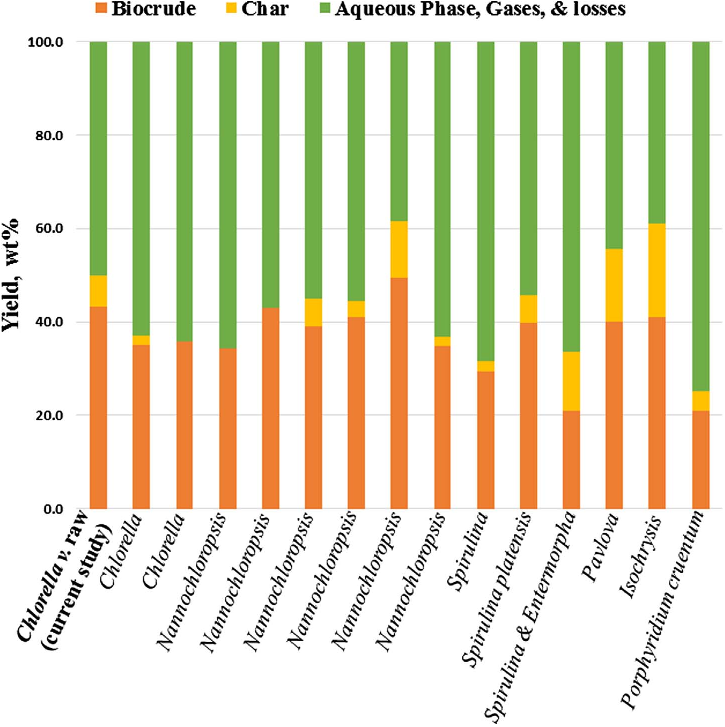 Biocrude Char Aqueous Phase, Gases, & losses
100.0
80.0
60.0
40.0
20.0
0.0
Yield, wt%
Chlorella v. raw
(current study)
Chlorella
Chlorella
Nannochloropsis
Nannochloropsis
Nannochloropsis
Nannochloropsis
Nannochloropsis
Nannochloropsis
Spirulina
Spirulina platensis
Spirulina & Entermorpha
Pavlova
Isochrysis
Porphyridium cruentum